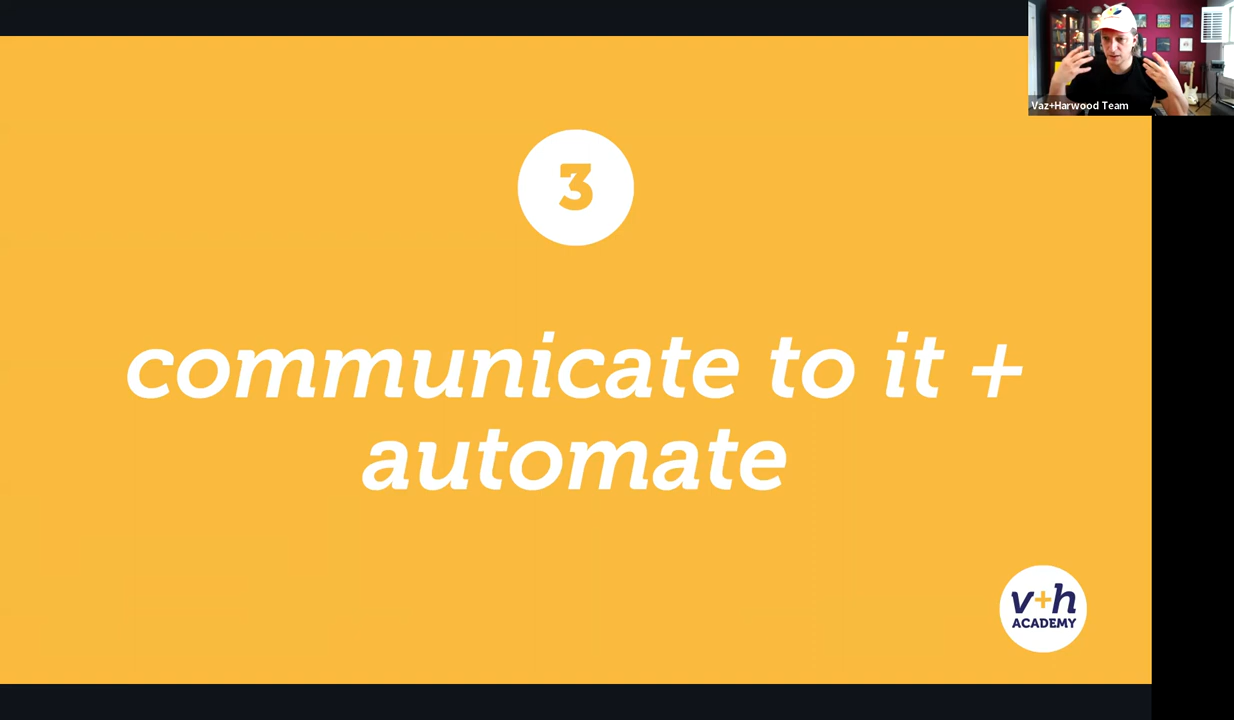 Vaz+Harwood Team
3
communicate to it +
automate
v+h
ACADEMY